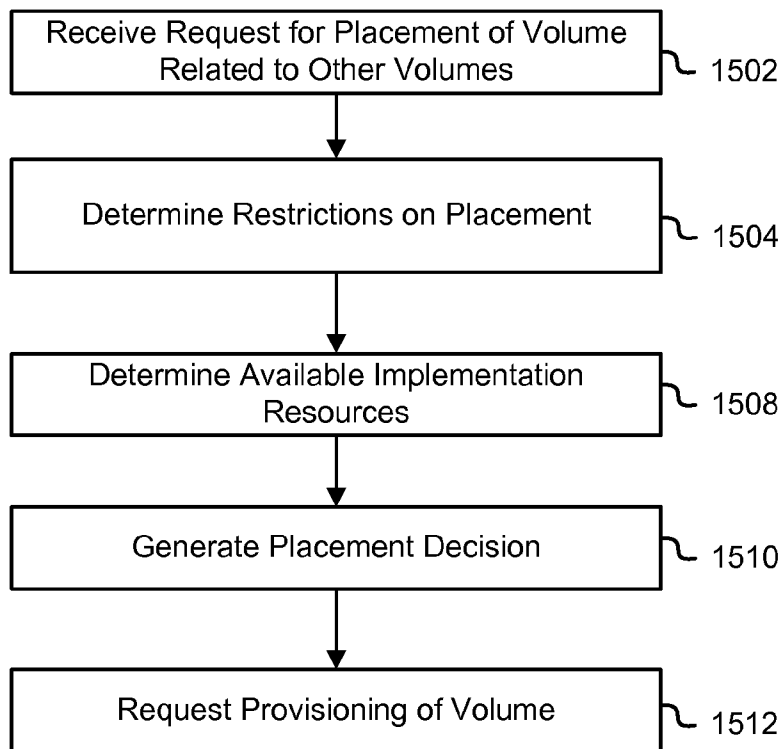 Receive Request for Placement of Volume
Related to Other Volumes
1502
Determine Restrictions on Placement
1504
Determine Available Implementation
Resources
1508
Generate Placement Decision
1510
Request Provisioning of Volume
1512